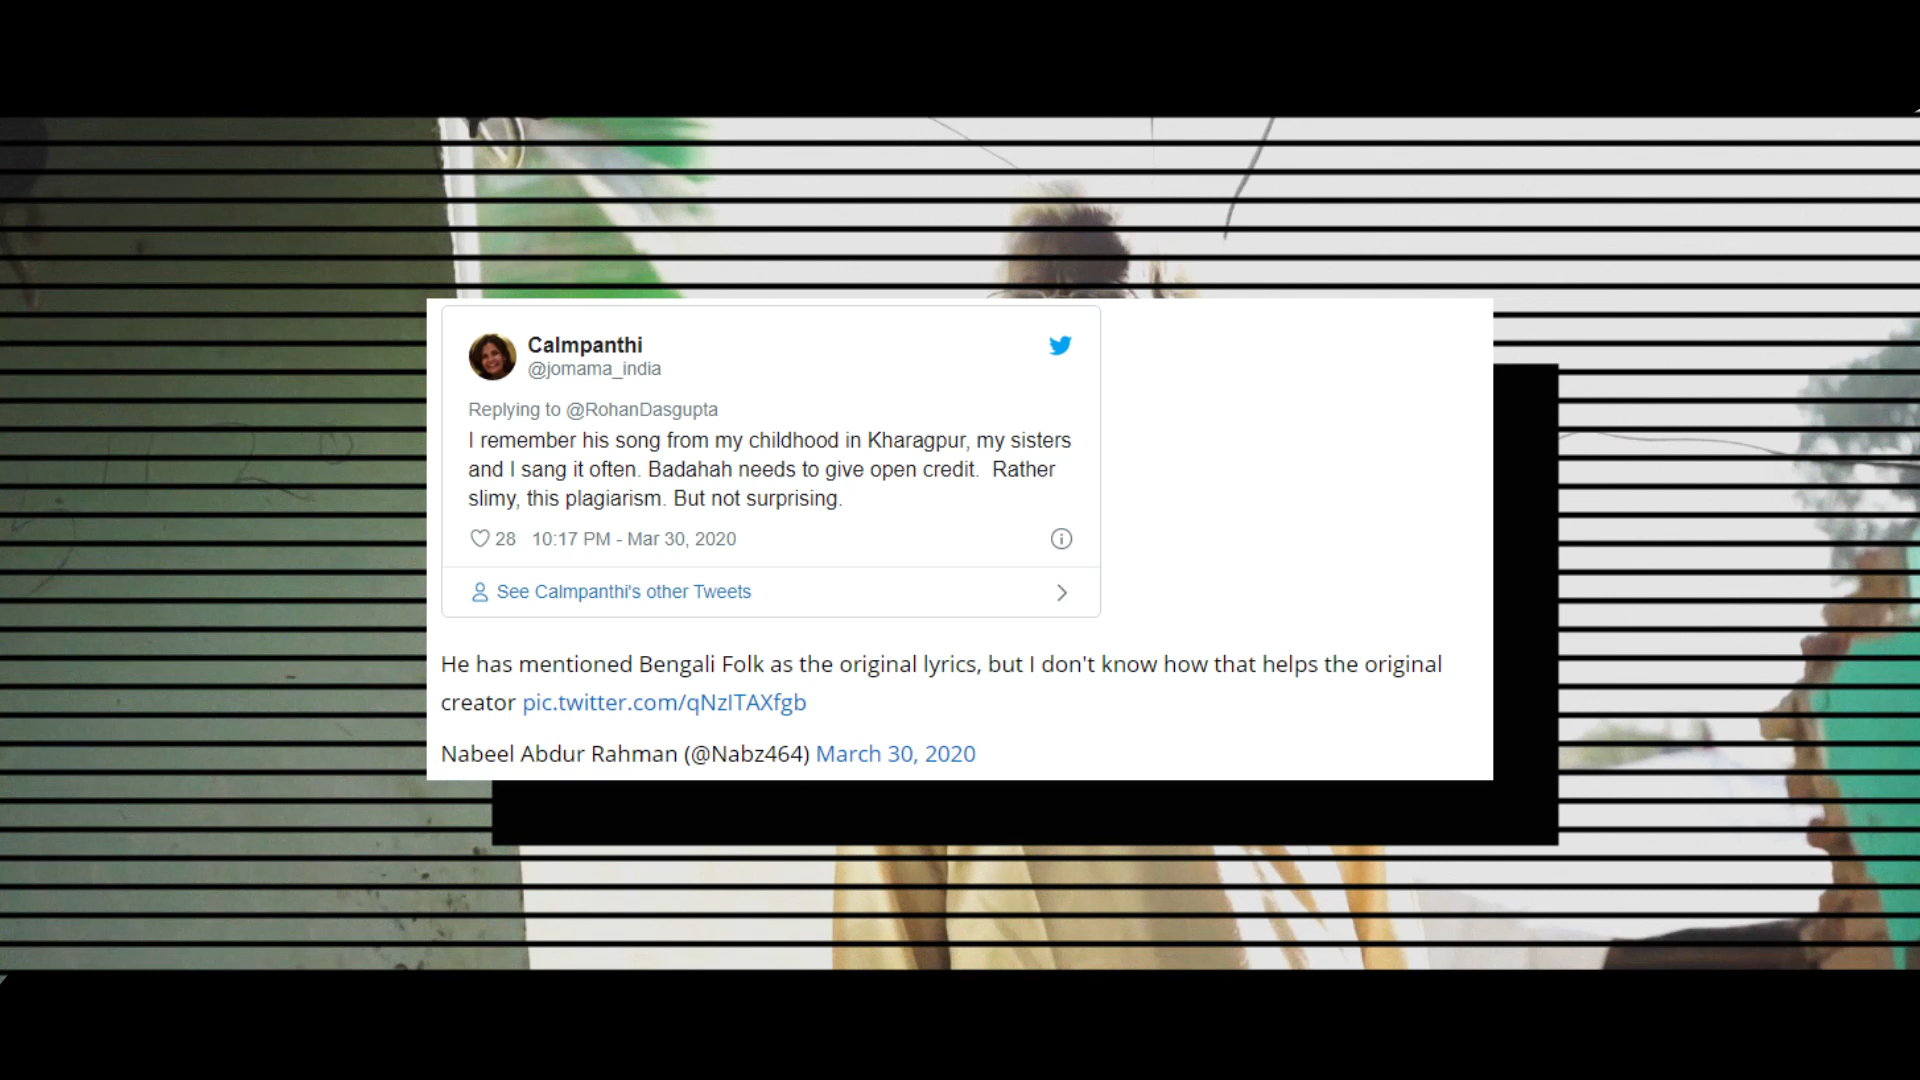 Calmpanthi
@jomama_india
Replying to @RohanDasgupta
I remember his song from my childhood in Kharagpur, my sisters
and I sang it often. Badahah needs to give open credit.  Rather
slimy, this plagiarism. But not surprising.
28 10:17 PM - Mar 30, 2020
See Calmpanthi's other Tweets
He has mentioned Bengali Folk as the original lyrics, but I don't know how that helps the original
creator pic.twitter.com/qNzITAXfgb
Nabeel Abdur Rahman (@Nabz464) March 30, 2020